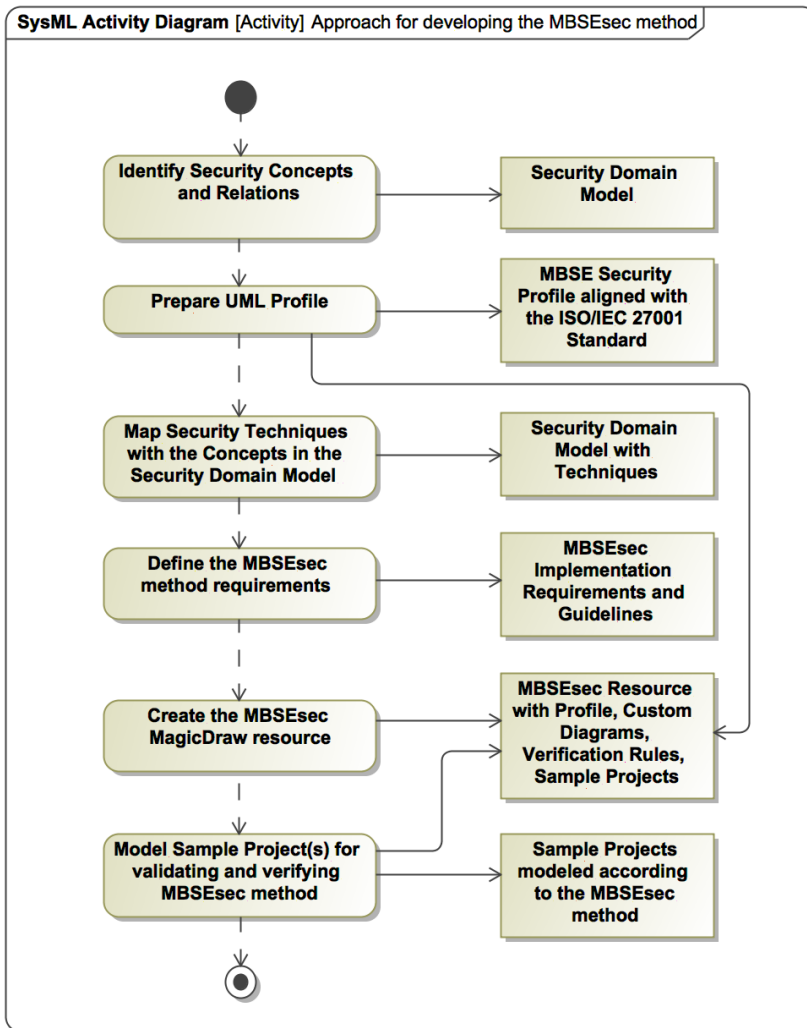 SysML Activity Diagram [Activity] Approach for developing the MBSEsec method
Identify Security Concepts
and Relations
Security Domain
Model
Prepare UML Profile
MBSE Security
Profile aligned with
the ISO/IEC 27001
Standard
Map Security Techniques
with the Concepts in the
Security Domain Model
Security Domain
Model with
Techniques
Define the MBSEsec
method requirements
MBSEsec
Implementation
Requirements and
Guidelines
Create the MBSEsec
MagicDraw resource
MBSEsec Resource
with Profile, Custom
Diagrams,
Verification Rules,
Sample Projects
Model Sample Project(s) for
validating and verifying
MBSEsec method
Sample Projects
modeled according
to the MBSEsec
method